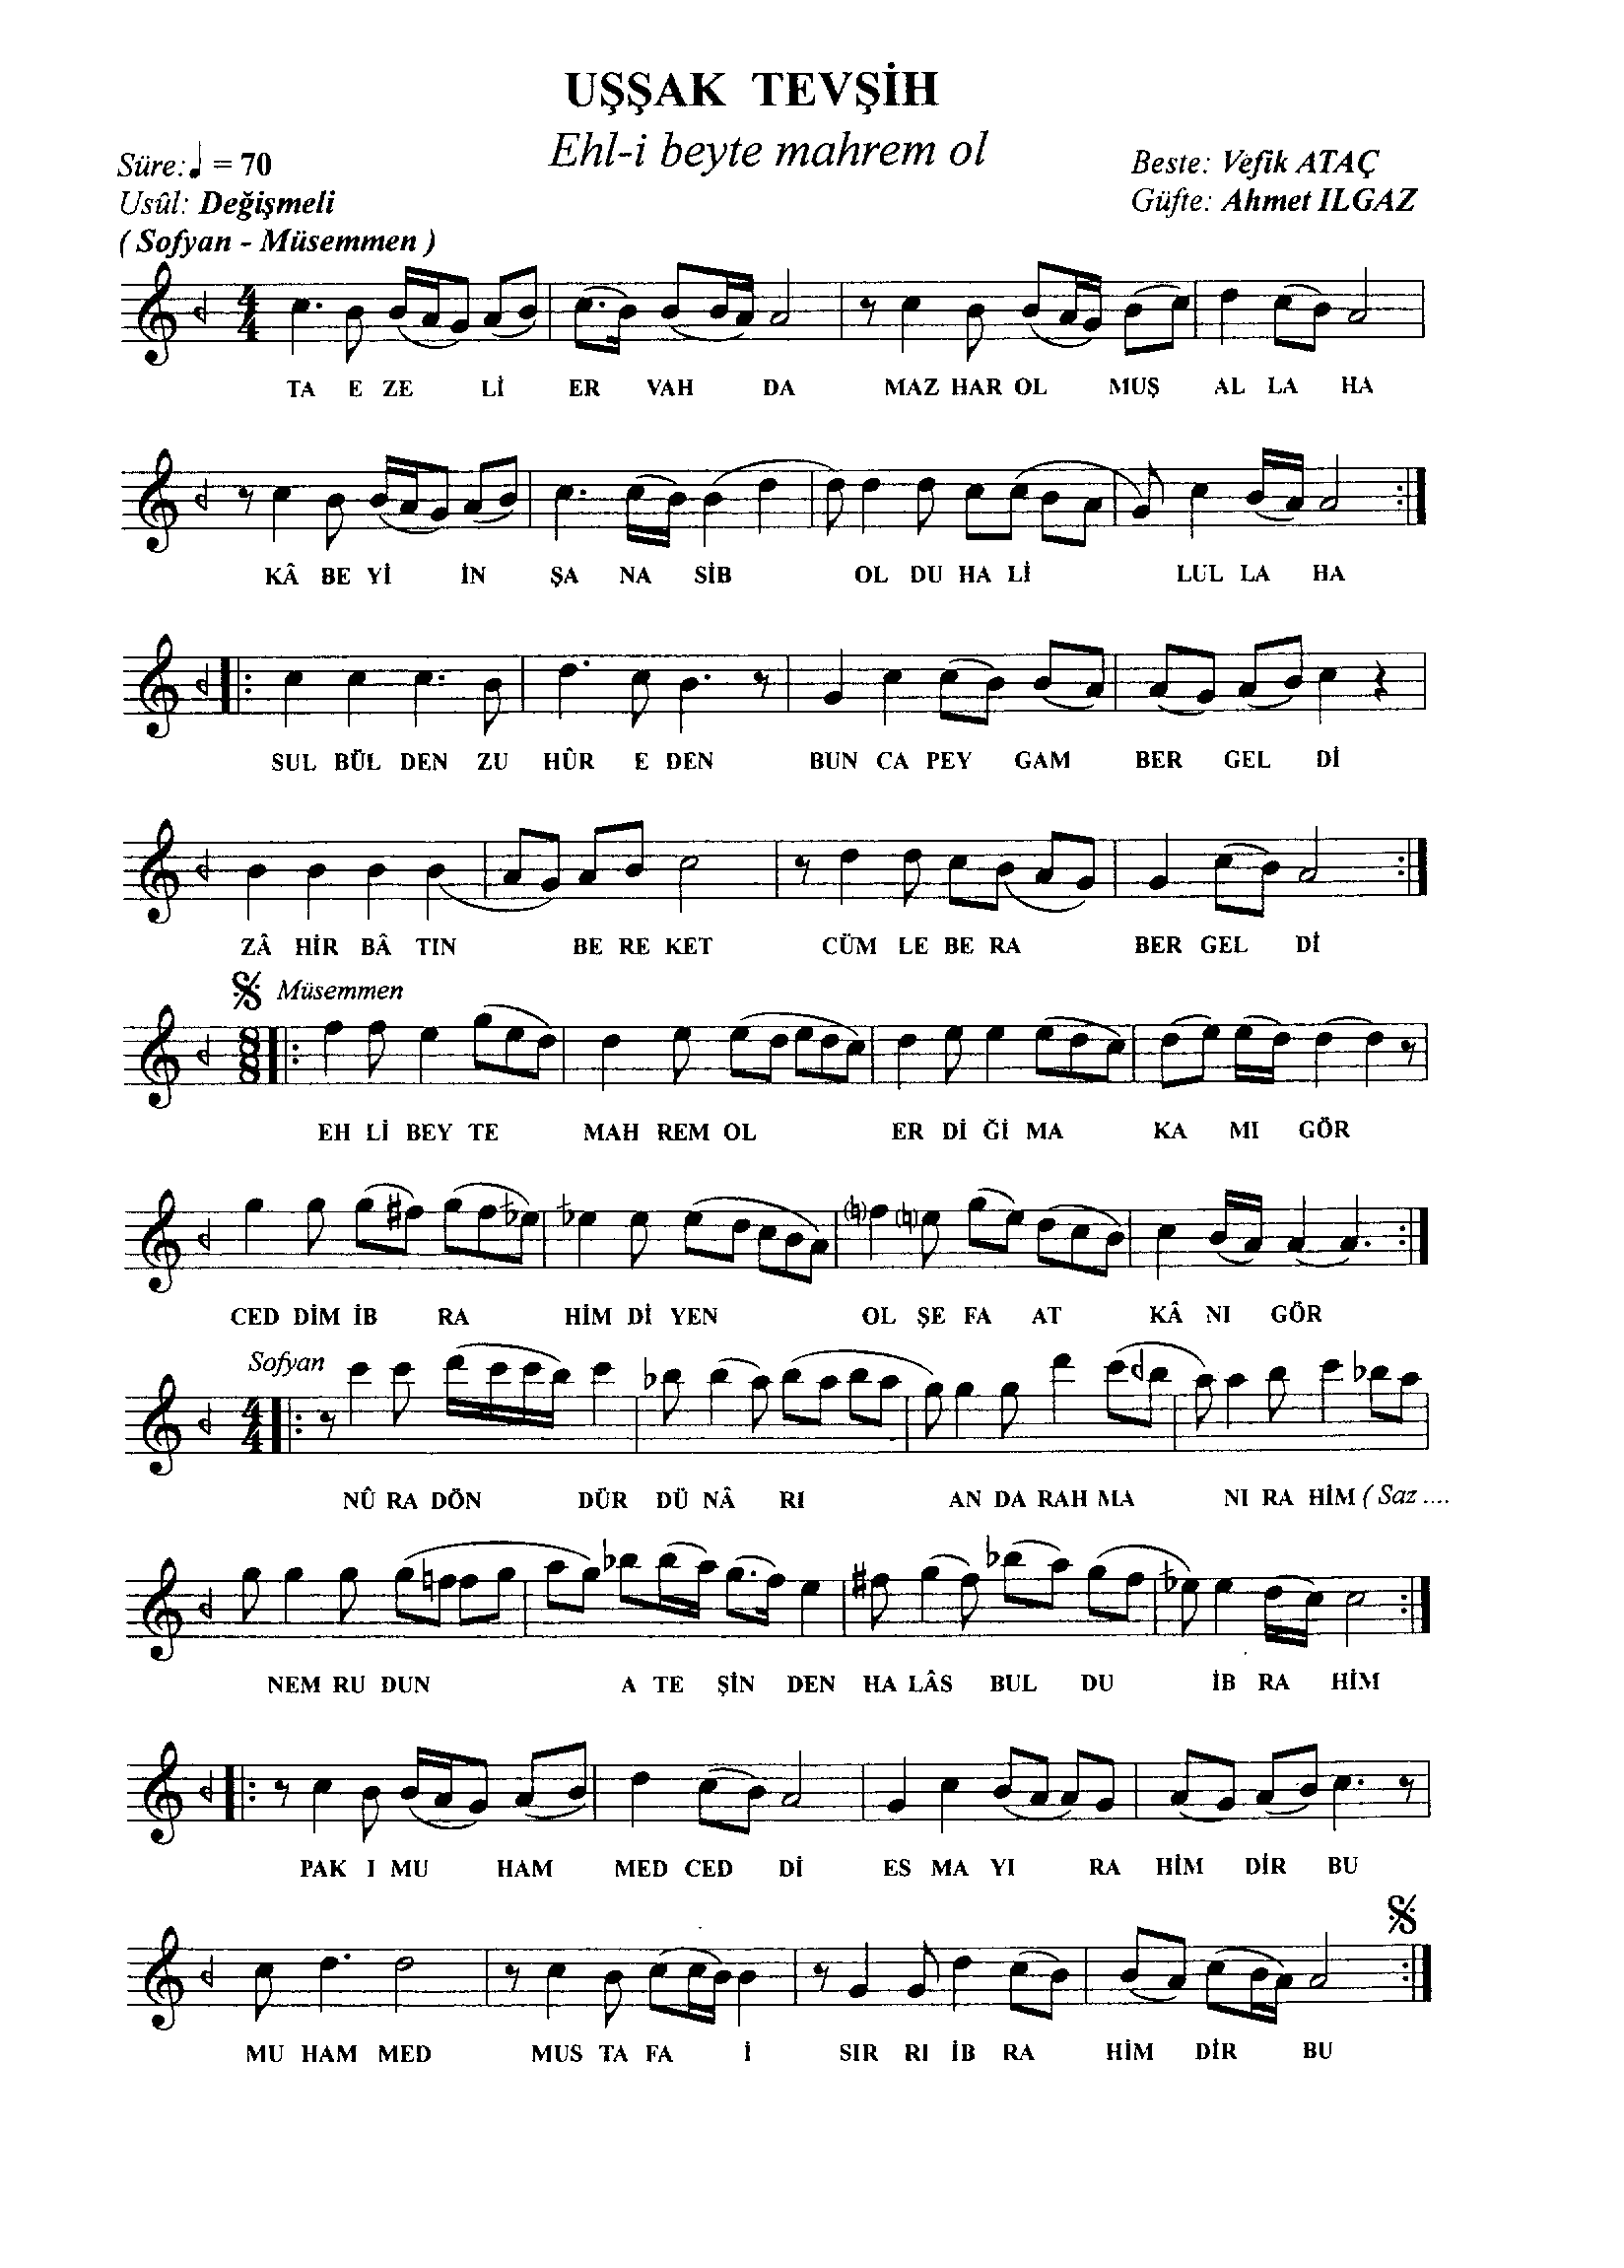 UŞŞAK TEVŞİH
Ehl-i beyte mahrem ol
Süre: ♩ = 70
Usûl: Değişmeli
( Sofyan - Müsemmen )
Beste: Vefik ATAÇ
Güfte: Ahmet ILGAZ
4 4
TA E ZE Lİ ER VAH DA MAZ HAR OL MUŞ AL LA HA
KÂ BE Yİ İN ŞA NA SİB OL DU HA Lİ LUL LA HA
SUL BÜL DEN ZU HÛR E DEN BUN CA PEY GAM BER GEL Dİ
ZÂ HİR BÂ TIN BE RE KET CÜM LE BE RA BER GEL Dİ
Müsemmen
8 8
EH Lİ BEY TE MAH REM OL ER Dİ Ğİ MA KA MI GÖR
CED DİM İB RA HİM Dİ YEN OL ŞE FA AT KÂ NI GÖR
Sofyan
4 4
NÛ RA DÖN DÜR DÜ NÂ RI AN DA RAH MA NI RA HİM ( Saz ....
NEM RU DUN A TE ŞİN DEN HA LÂS BUL DU İB RA HİM
PAK I MU HAM MED CED Dİ ES MA YI RA HİM DİR BU
MU HAM MED MUS TA FA İ SIR RI İB RA HİM DİR BU